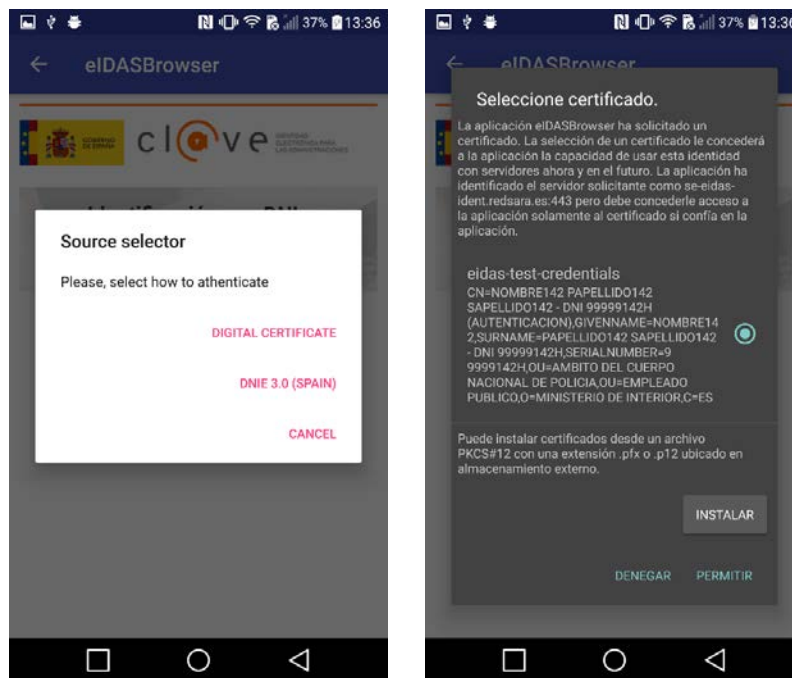 37% 13:36
eIDASBrowser
GOBIERNO
DE ESPAÑA
cl@ve
Source selector
Please, select how to athenticate
DIGITAL CERTIFICATE
DNIE 3.0 (SPAIN)
CANCEL
37% 13:36
eIDASBrowser
Seleccione certificado.
La aplicación eIDASBrowser ha solicitado un
certificado. La selección de un certificado le concederá
a la aplicación la capacidad de usar esta identidad
con servidores ahora y en el futuro. La aplicación ha
identificado el servidor solicitante como se-eidas-
ident.redsara.es:443 pero debe concederle acceso a
la aplicación solamente al certificado si confía en la
aplicación.
eidas-test-credentials
CN=NOMBRE142 PAPELLIDO142
SAPELLIDO142 - DNI 99999142H
(AUTENTICACION),GIVENNAME=NOMBRE14
2,SURNAME=PAPELLIDO142 SAPELLIDO142
- DNI 99999142H,SERIALNUMBER=9
9999142H,OU=AMBITO DEL CUERPO
NACIONAL DE POLICIA,OU=EMPLEADO
PUBLICO,O=MINISTERIO DE INTERIOR,C=ES
Puede instalar certificados desde un archivo
PKCS#12 con una extensión .pfx o .p12 ubicado en
almacenamiento externo.
INSTALAR
DENEGAR PERMITIR